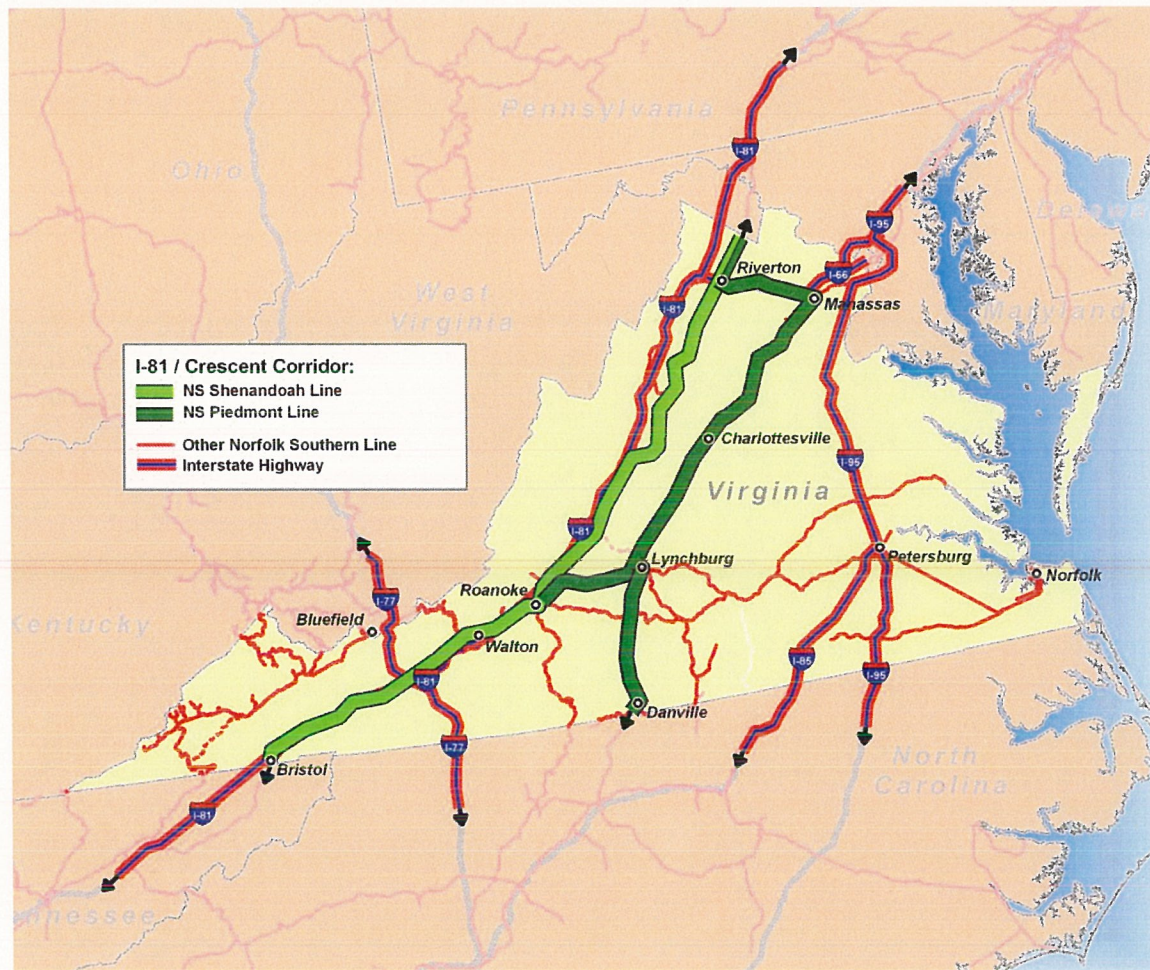 Pennsylvania
Ohio
I-81
I-95
Delawa
Riverton
I-66
West
Virginia
I-81
Manassas
Maryland
I-81 / Crescent Corridor:
NS Shenandoah Line
NS Piedmont Line
Other Norfolk Southern Line
Interstate Highway
Charlottesville
I-95
Virginia
I-81
Petersburg
Lynchburg
Norfolk
Roanoke
I-77
Kentucky
Bluefield
Walton
I-85
I-95
I-81
Danville
I-77
Bristol
North
Carolina
I-81
nnessee